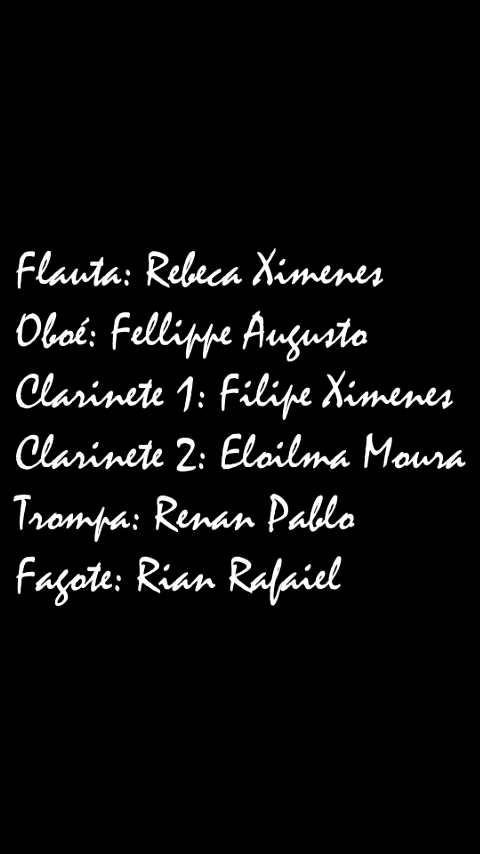 Flauta: Rebeca Ximenes
Oboé: Fellippe Augusto
Clarinete 1: Filipe Ximenes
Clarinete 2: Eloilma Moura
Trompa: Renan Pablo
Fagote: Rian Rafaiel